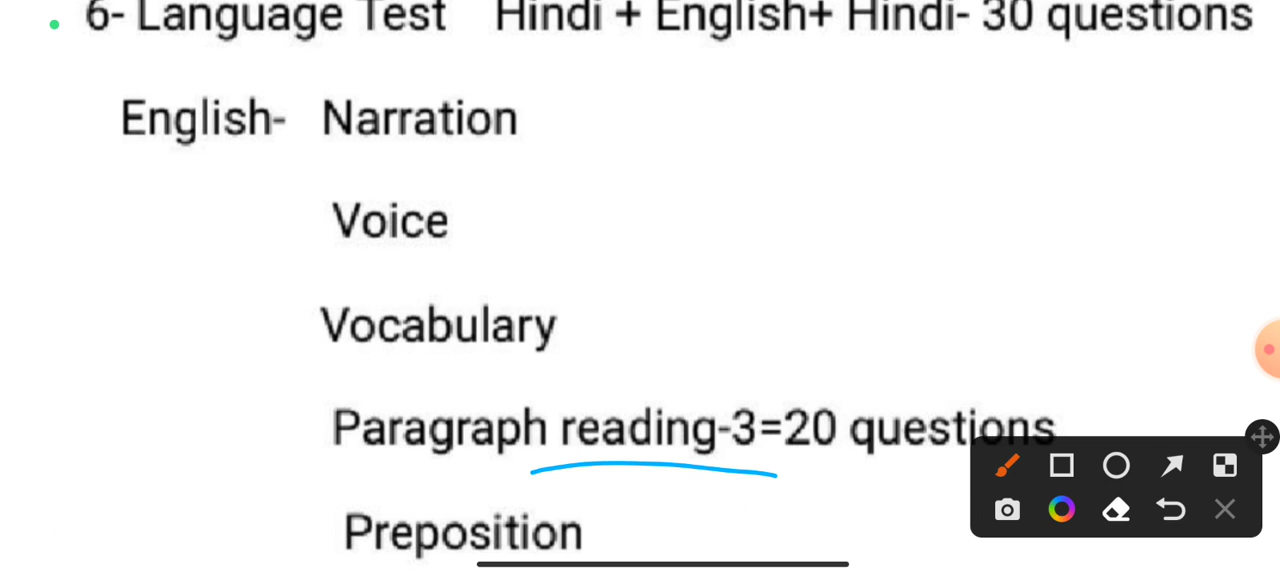 6- Language Test Hindi + English+ Hindi- 30 questions
English- Narration
Voice
Vocabulary
Paragraph reading-3=20 questions
Preposition